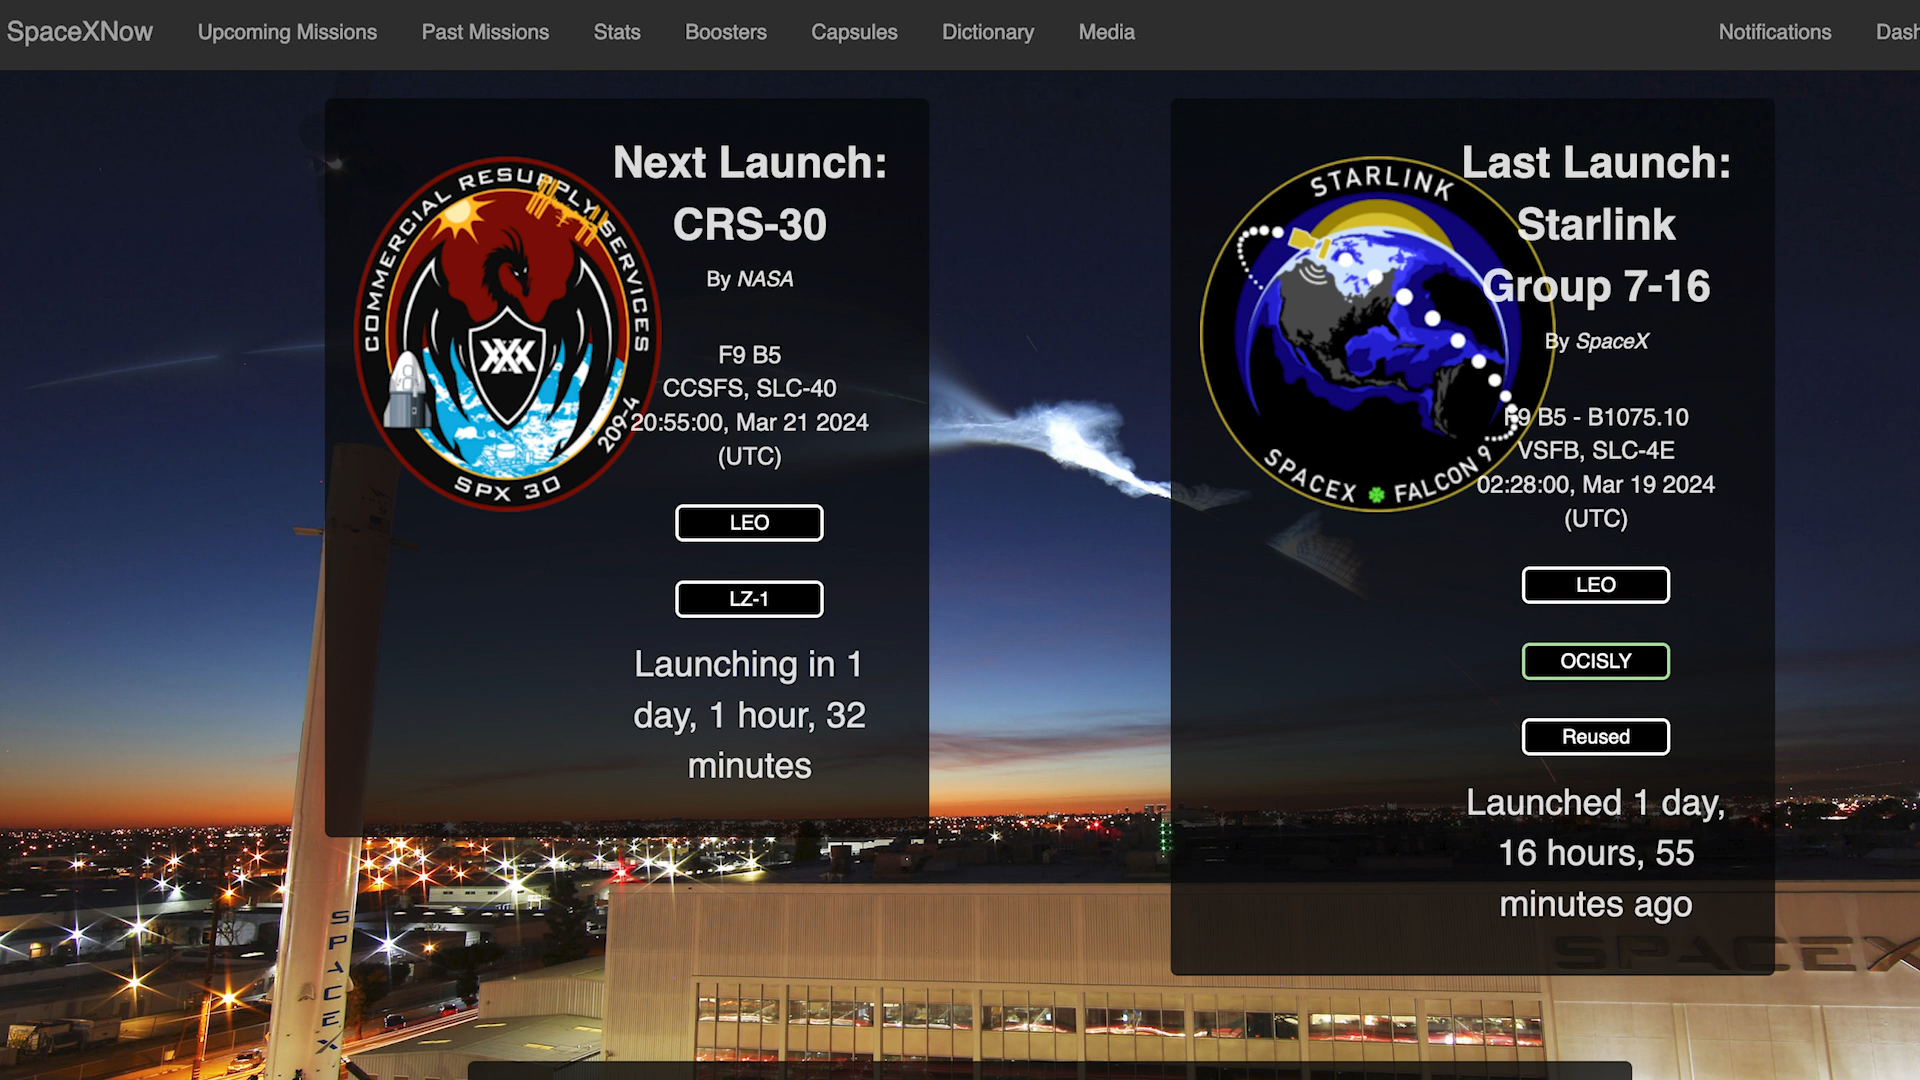 SpaceXNow Upcoming Missions Past Missions Stats Boosters Capsules Dictionary Media Notifications
COMMERCIAL RESUPPLY SERVICES
XXX
209-4
SPX 30
Next Launch:
CRS-30
By NASA
F9 B5
CCSFS, SLC-40
20:55:00, Mar 21 2024
(UTC)
LEO
LZ-1
Launching in 1
day, 1 hour, 32
minutes
STARLINK
SPACEX FALCON 9
Last Launch:
Starlink
Group 7-16
By SpaceX
F9 B5 - B1075.10
VSFB, SLC-4E
02:28:00, Mar 19 2024
(UTC)
LEO
OCISLY
Reused
Launched 1 day,
16 hours, 55
minutes ago
SPACEX
SPACEX